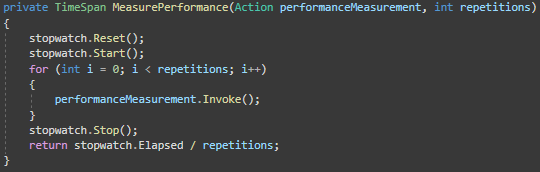 private TimeSpan MeasurePerformance(Action performanceMeasurement, int repetitions)
{
    stopwatch.Reset();
    stopwatch.Start();
    for (int i = 0; i < repetitions; i++)
    {
        performanceMeasurement.Invoke();
    }
    stopwatch.Stop();
    return stopwatch.Elapsed / repetitions;
}